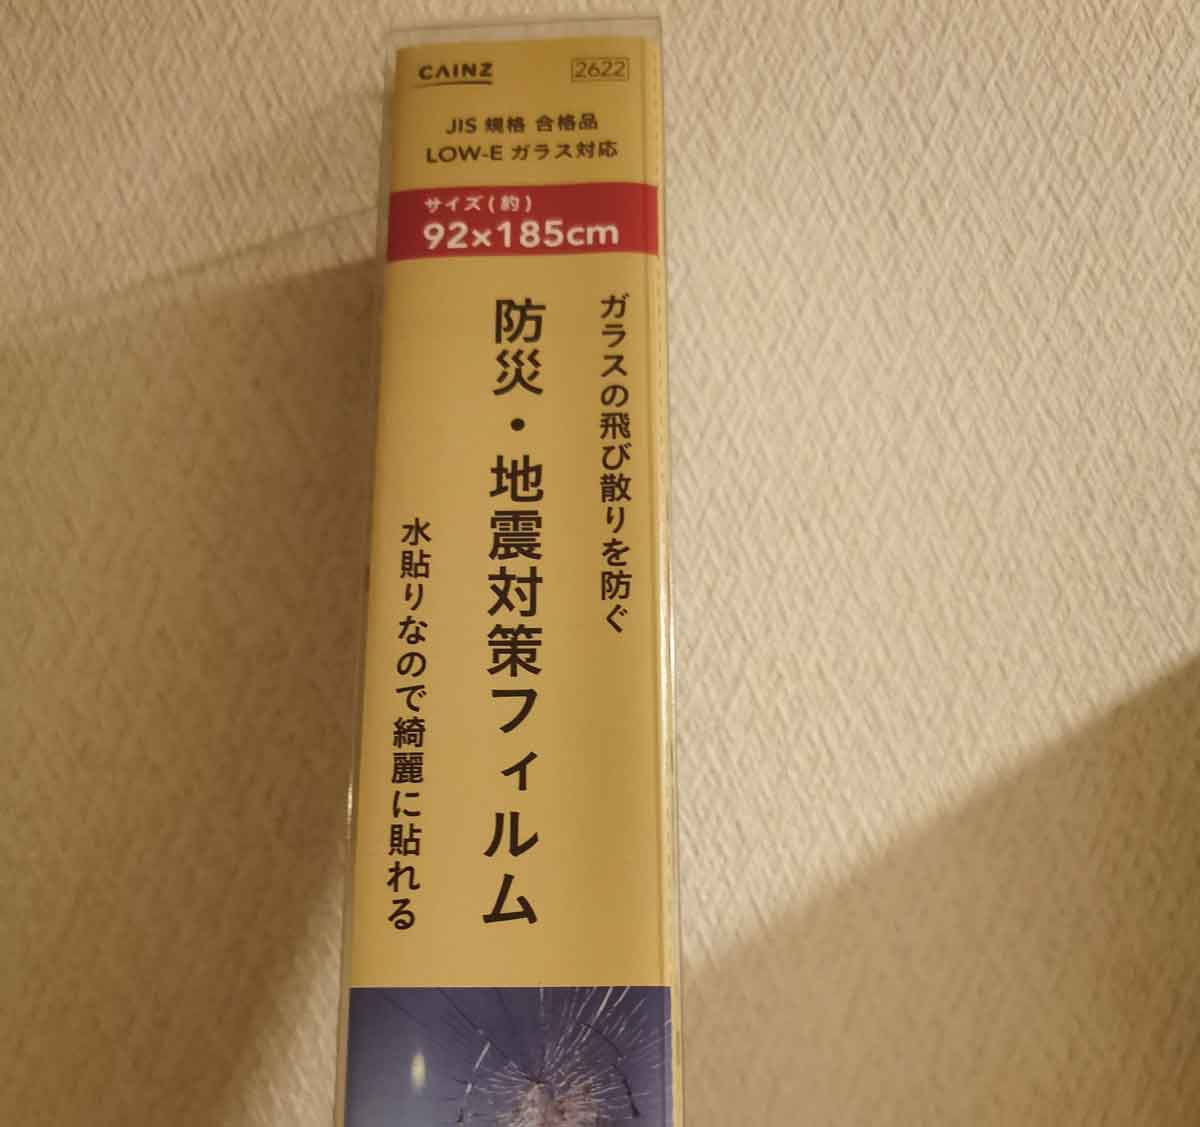 CAINZ
2622
JIS 規格 合格品
LOW-E ガラス対応
サイズ(約)
92×185cm
ガラスの飛び散りを防ぐ
防災・地震対策フィルム
水貼りなので綺麗に貼れる